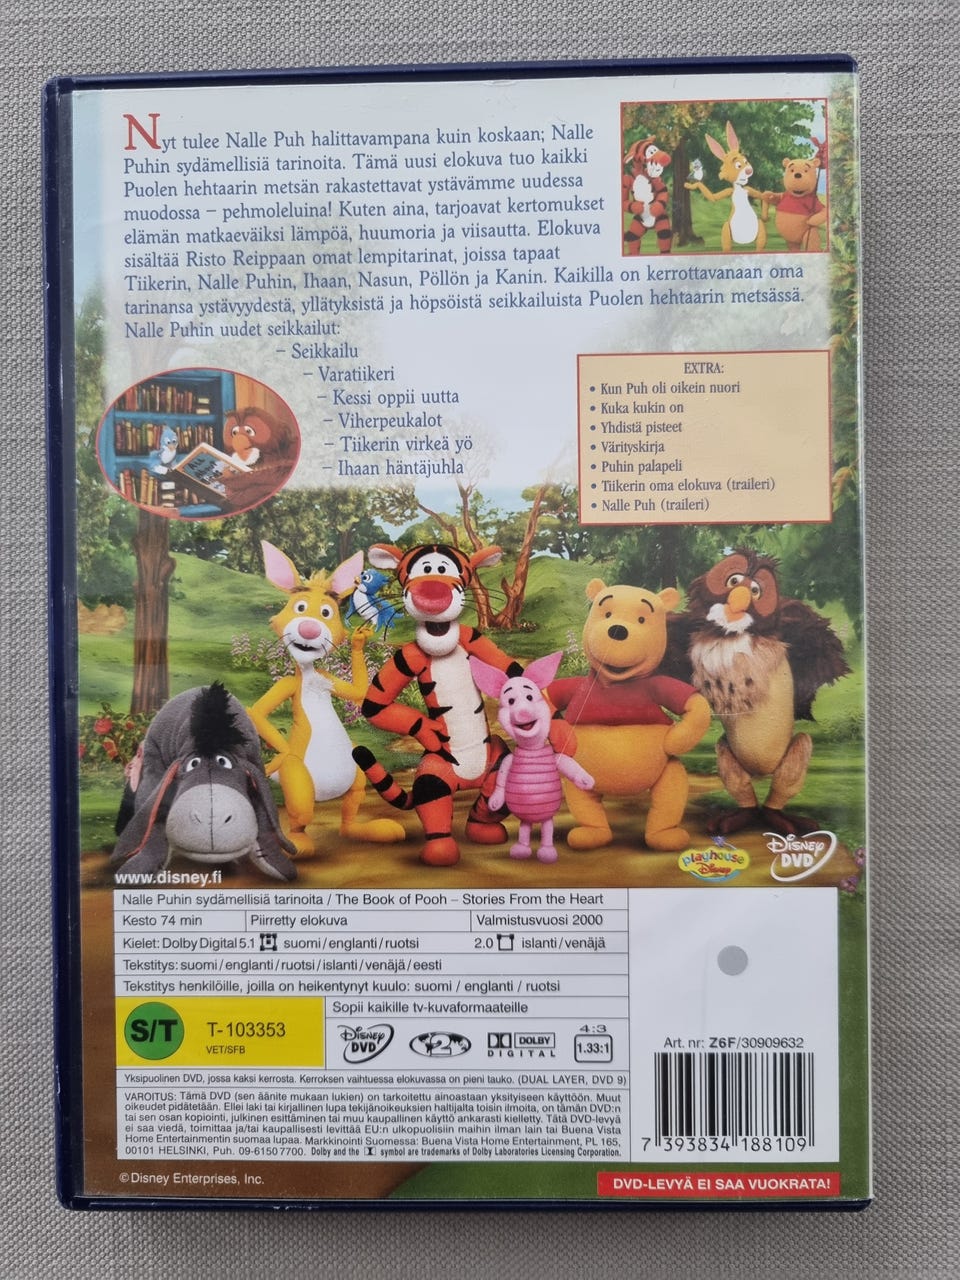 Nyt tulee Nalle Puh halittavampana kuin koskaan; Nalle
Puhin sydämellisiä tarinoita. Tämä uusi elokuva tuo kaikki
Puolen hehtaarin metsän rakastettavat ystävämme uudessa
muodossa – pehmoleluina! Kuten aina, tarjoavat kertomukset
elämän matkaeväiksi lämpöä, huumoria ja viisautta. Elokuva
sisältää Risto Reippaan omat lempitarinat, joissa tapaat
Tiikerin, Nalle Puhin, Ihaan, Nasun, Pöllön ja Kanin. Kaikilla on kerrottavanaan oma
tarinansa ystävyydestä, yllätyksistä ja höpsöistä seikkailuista Puolen hehtaarin metsässä.
Nalle Puhin uudet seikkailut:
– Seikkailu
– Varatiikeri
– Kessi oppii uutta
– Viherpeukalot
– Tiikerin virkeä yö
– Ihaan häntäjuhla
EXTRA:
• Kun Puh oli oikein nuori
• Kuka kukin on
• Yhdistä pisteet
• Värityskirja
• Puhin palapeli
• Tiikerin oma elokuva (traileri)
• Nalle Puh (traileri)
playhouse
Disney
DISNEY
DVD
www.disney.fi
Nalle Puhin sydämellisiä tarinoita / The Book of Pooh – Stories From the Heart
Kesto 74 min Piirretty elokuva Valmistusvuosi 2000
Kielet: Dolby Digital 5.1 suomi/englanti/ruotsi 2.0 islanti/venäjä
Tekstitys: suomi/englanti/ruotsi/islanti/venäjä/eesti
Tekstitys henkilöille, joilla on heikentynyt kuulo: suomi / englanti / ruotsi
Sopii kaikille tv-kuvaformaateille
S/T T-103353
VET/SFB
DISNEY
DVD
2
DOLBY
DIGITAL
4:3
1.33:1
Yksipuolinen DVD, jossa kaksi kerrosta. Kerroksen vaihtuessa elokuvassa on pieni tauko. (DUAL LAYER, DVD 9)
VAROITUS: Tämä DVD (sen äänite mukaan lukien) on tarkoitettu ainoastaan yksityiseen käyttöön. Muut
oikeudet pidätetään. Ellei laki tai kirjallinen lupa tekijänoikeuksien haltijalta toisin ilmoita, on tämän DVD:n
tai sen osan kopiointi, julkinen esittäminen tai muu kaupallinen käyttö ankarasti kielletty. Tätä DVD-levyä
ei saa viedä, toimittaa ja/tai kaupallisesti levittää EU:n ulkopuolisiin maihin ilman lain tai Buena Vista
Home Entertainmentin suomaa lupaa. Markkinointi Suomessa: Buena Vista Home Entertainment, PL 165,
00101 HELSINKI, Puh. 09-6150 7700. Dolby and the symbol are trademarks of Dolby Laboratories Licensing Corporation.
Art. nr: Z6F/30909632
7 393834 188109
© Disney Enterprises, Inc.
DVD-LEVYÄ EI SAA VUOKRATA!